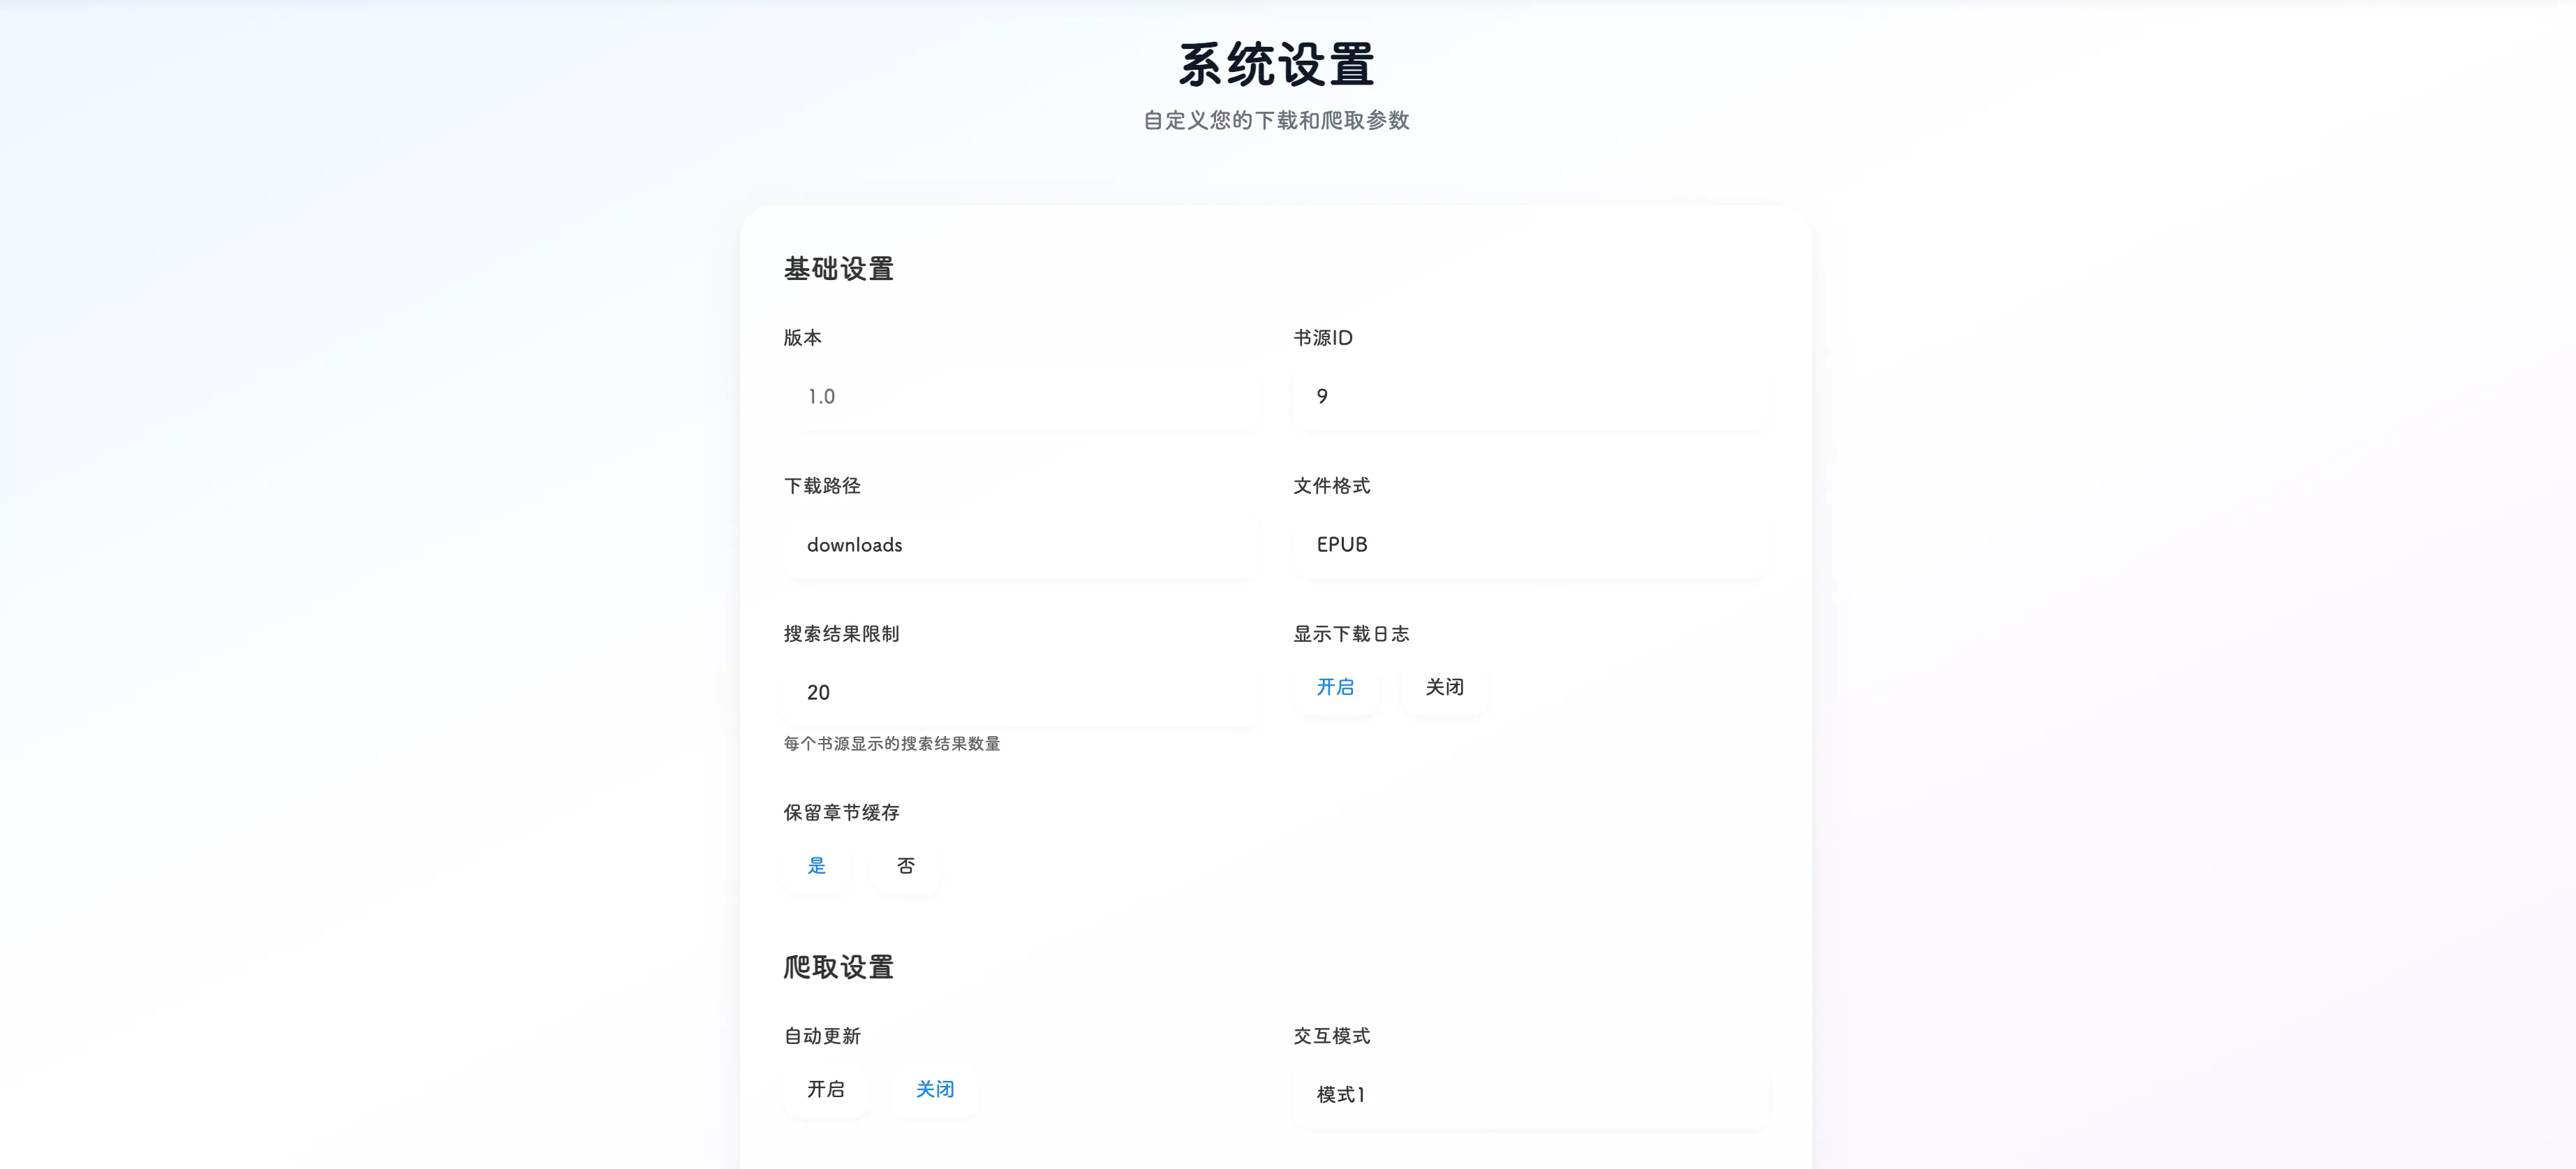 系统设置
自定义您的下载和爬取参数
基础设置
版本
1.0
书源ID
9
下载路径
downloads
文件格式
EPUB
搜索结果限制
20
每个书源显示的搜索结果数量
显示下载日志
开启 关闭
保留章节缓存
是 否
爬取设置
自动更新
开启 关闭
交互模式
模式1